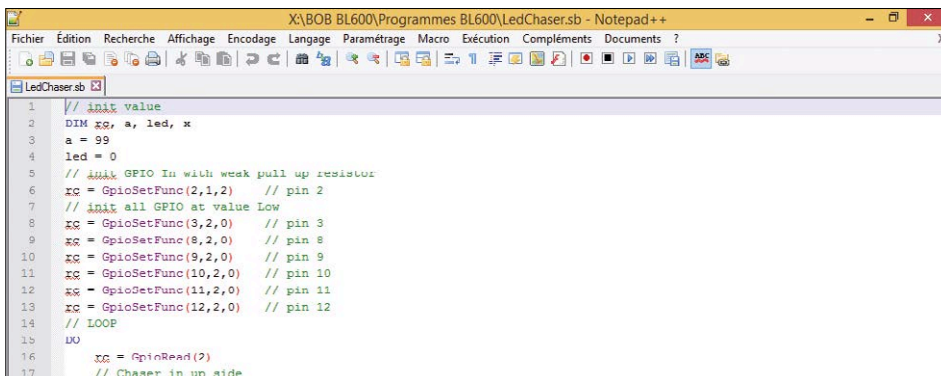 X:\BOB BL600\Programmes BL600\LedChaser.sb - Notepad++
Fichier Édition Recherche Affichage Encodage Langage Paramétrage Macro Exécution Compléments Documents ?
LedChaser.sb
1 // init value
2 DIM rc, a, led, x
3 a = 99
4 led = 0
5 // init GPIO In with weak pull up resistor
6 rc = GpioSetFunc(2,1,2) // pin 2
7 // init all GPIO at value Low
8 rc = GpioSetFunc(3,2,0) // pin 3
9 rc = GpioSetFunc(8,2,0) // pin 8
10 rc = GpioSetFunc(9,2,0) // pin 9
11 rc = GpioSetFunc(10,2,0) // pin 10
12 rc = GpioSetFunc(11,2,0) // pin 11
13 rc = GpioSetFunc(12,2,0) // pin 12
14 // LOOP
15 DO
16 rc = GpioRead(2)
17 // Chaser in up side